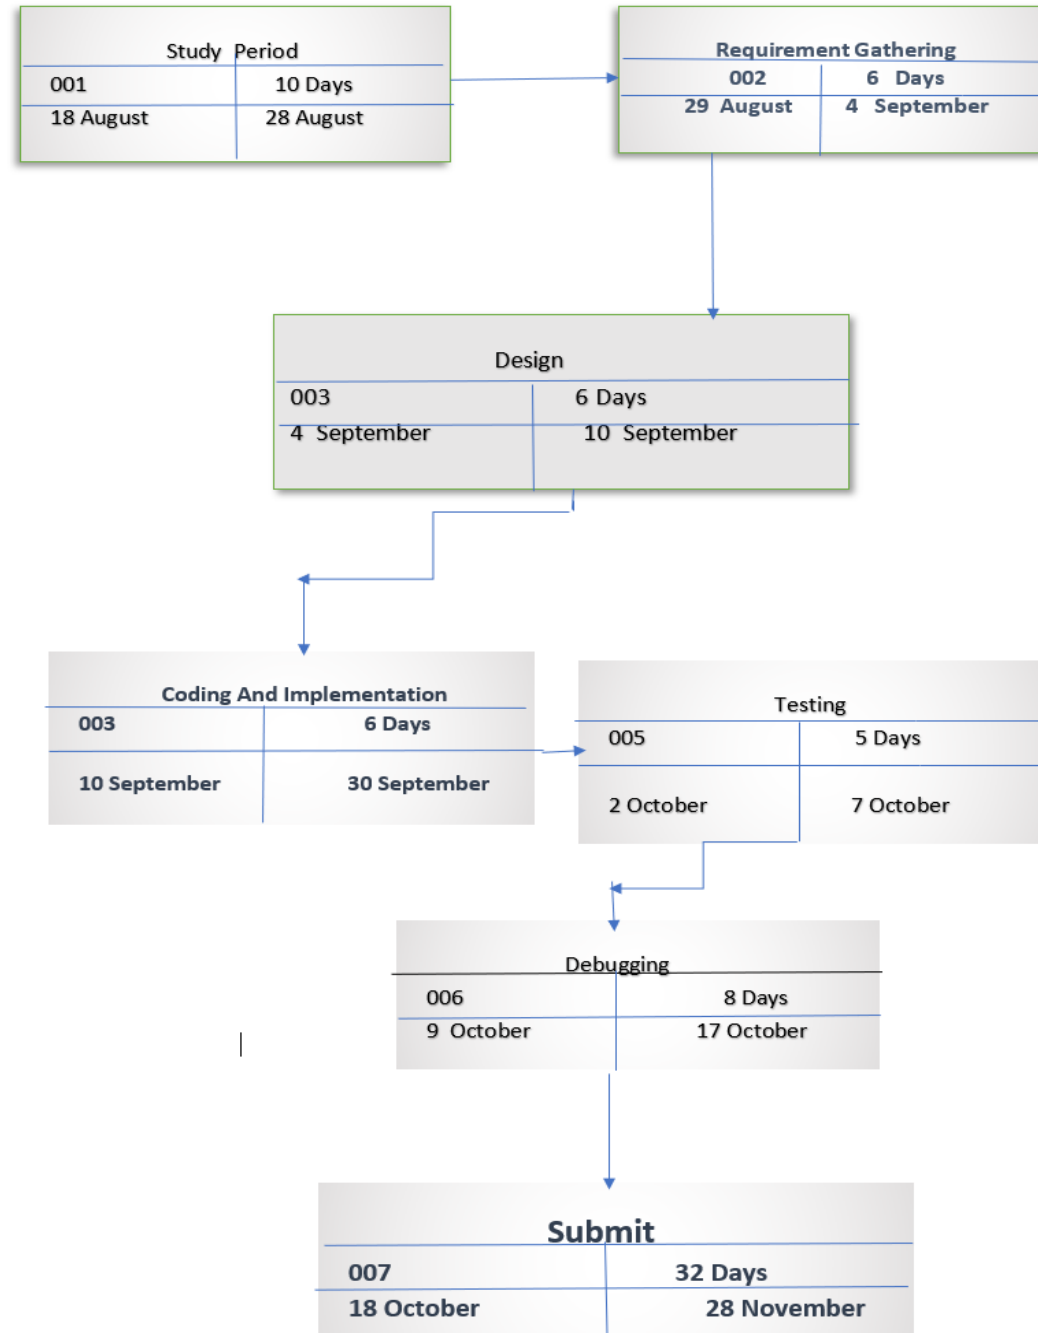 Study Period
001 10 Days
18 August 28 August
Requirement Gathering
002 6 Days
29 August 4 September
Design
003 6 Days
4 September 10 September
Coding And Implementation
003 6 Days
10 September 30 September
Testing
005 5 Days
2 October 7 October
Debugging
006 8 Days
9 October 17 October
Submit
007 32 Days
18 October 28 November